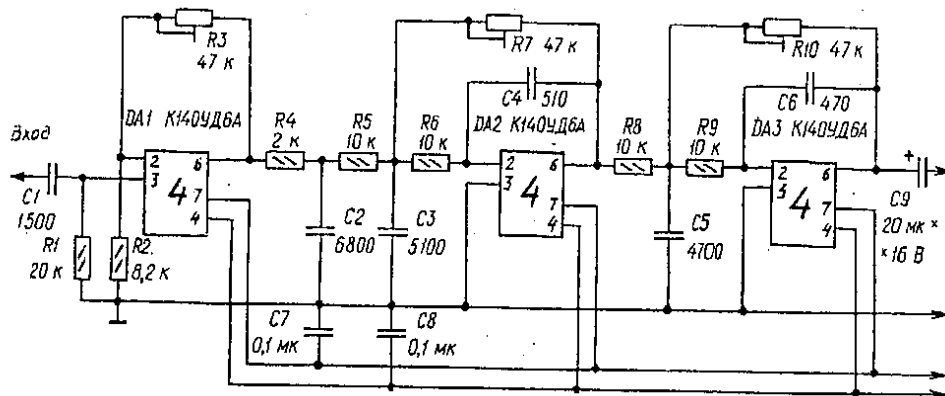 R3
47 к
R7 47 к
R10 47 к
C4 510
C6 470
DA1 К140УД6А
DA2 К140УД6А
DA3 К140УД6А
Вход
R4
2 к
R5
10 к
R6
10 к
R8
10 к
R9
10 к
2 6
3 4 7
4
2 6
3 4 7
4
2 6
3 4 7
4
C1
1500
R1
20 к
R2
8,2 к
C2
6800
C3
5100
C5
4700
+
C9
20 мк ×
× 16 В
C7
0,1 мк
C8
0,1 мк